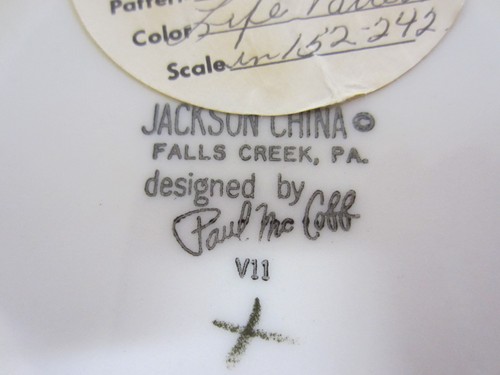 Pattern
Color Life
Scale in 152-242
JACKSON CHINA ©
FALLS CREEK, PA.
designed by
Paul McCobb
V11